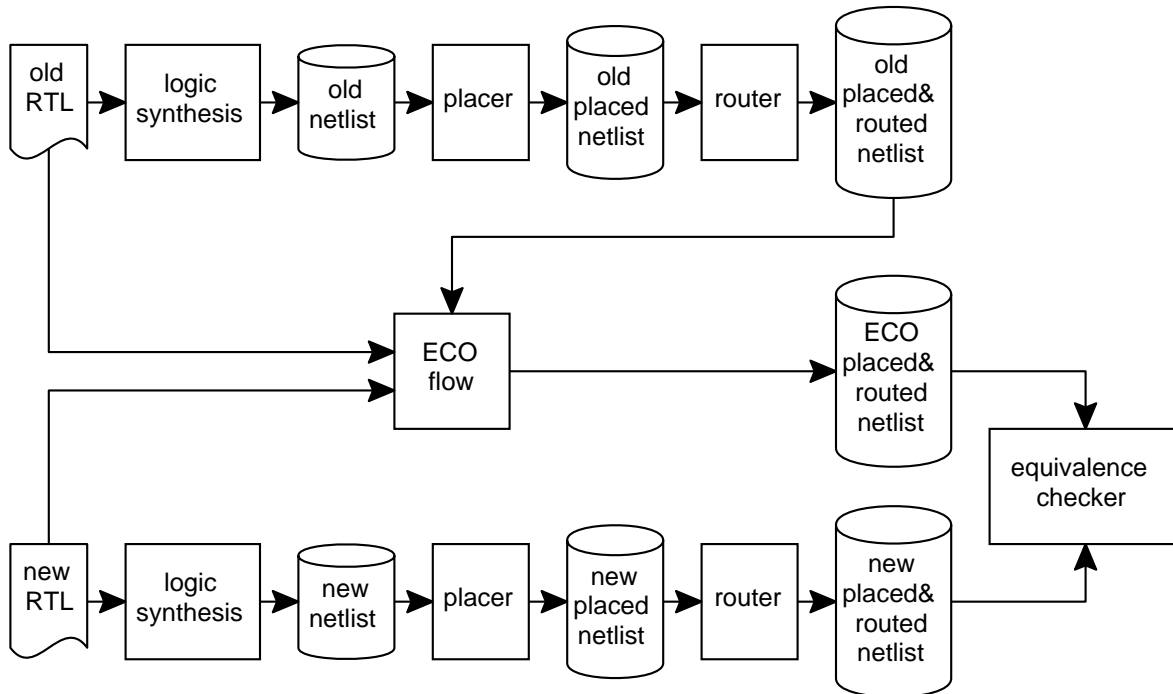 old
RTL
logic
synthesis
old
netlist
placer
old
placed
netlist
router
old
placed&
routed
netlist
ECO
flow
ECO
placed&
routed
netlist
equivalence
checker
new
RTL
logic
synthesis
new
netlist
placer
new
placed
netlist
router
new
placed&
routed
netlist